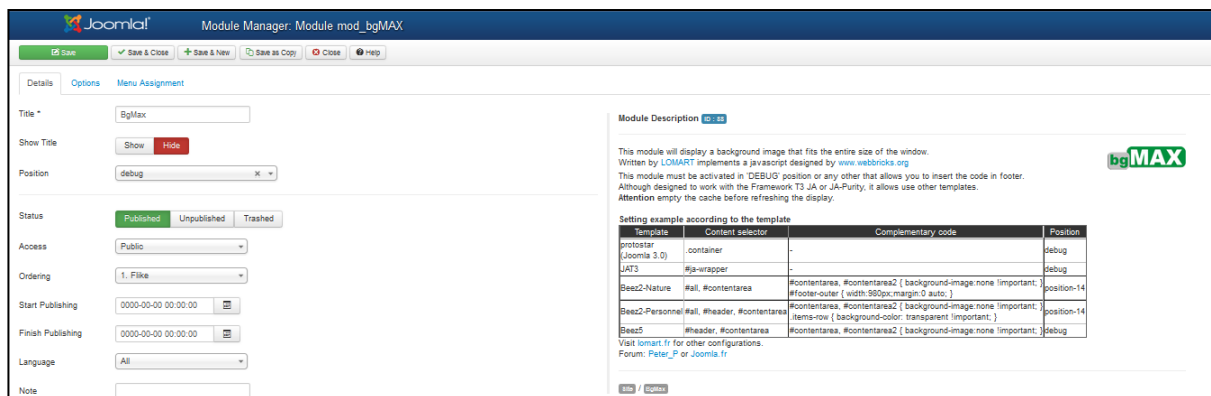 Joomla!
Module Manager: Module mod_bgMAX
Save
Save & Close
Save & New
Save as Copy
Close
Help
Details
Options
Menu Assignment
Title *
BgMax
Show Title
Show
Hide
Position
debug
Status
Published
Unpublished
Trashed
Access
Public
Ordering
1. Flike
Start Publishing
0000-00-00 00:00:00
Finish Publishing
0000-00-00 00:00:00
Language
All
Note
Module Description ID : 88
This module will display a background image that fits the entire size of the window.
Written by LOMART implements a javascript designed by www.webbricks.org
This module must be activated in 'DEBUG' position or any other that allows you to insert the code in footer.
Although designed to work with the Framework T3 JA or JA-Purity, it allows use other templates.
Attention empty the cache before refreshing the display.
bgMAX
Setting example according to the template
Template Content selector Complementary code Position
protostar (Joomla 3.0) .container - debug
JAT3 #ja-wrapper - debug
Beez2-Nature #all, #contentarea #contentarea, #contentarea2 { background-image:none !important; }
#footer-outer { width:980px;margin:0 auto; } position-14
Beez2-Personnel #all, #header, #contentarea #contentarea, #contentarea2 { background-image:none !important; }
.items-row { background-color: transparent !important; } position-14
Beez5 #header, #contentarea #contentarea, #contentarea2 { background-image:none !important; } debug
Visit lomart.fr for other configurations.
Forum: Peter_P or Joomla.fr
Site / BgMax